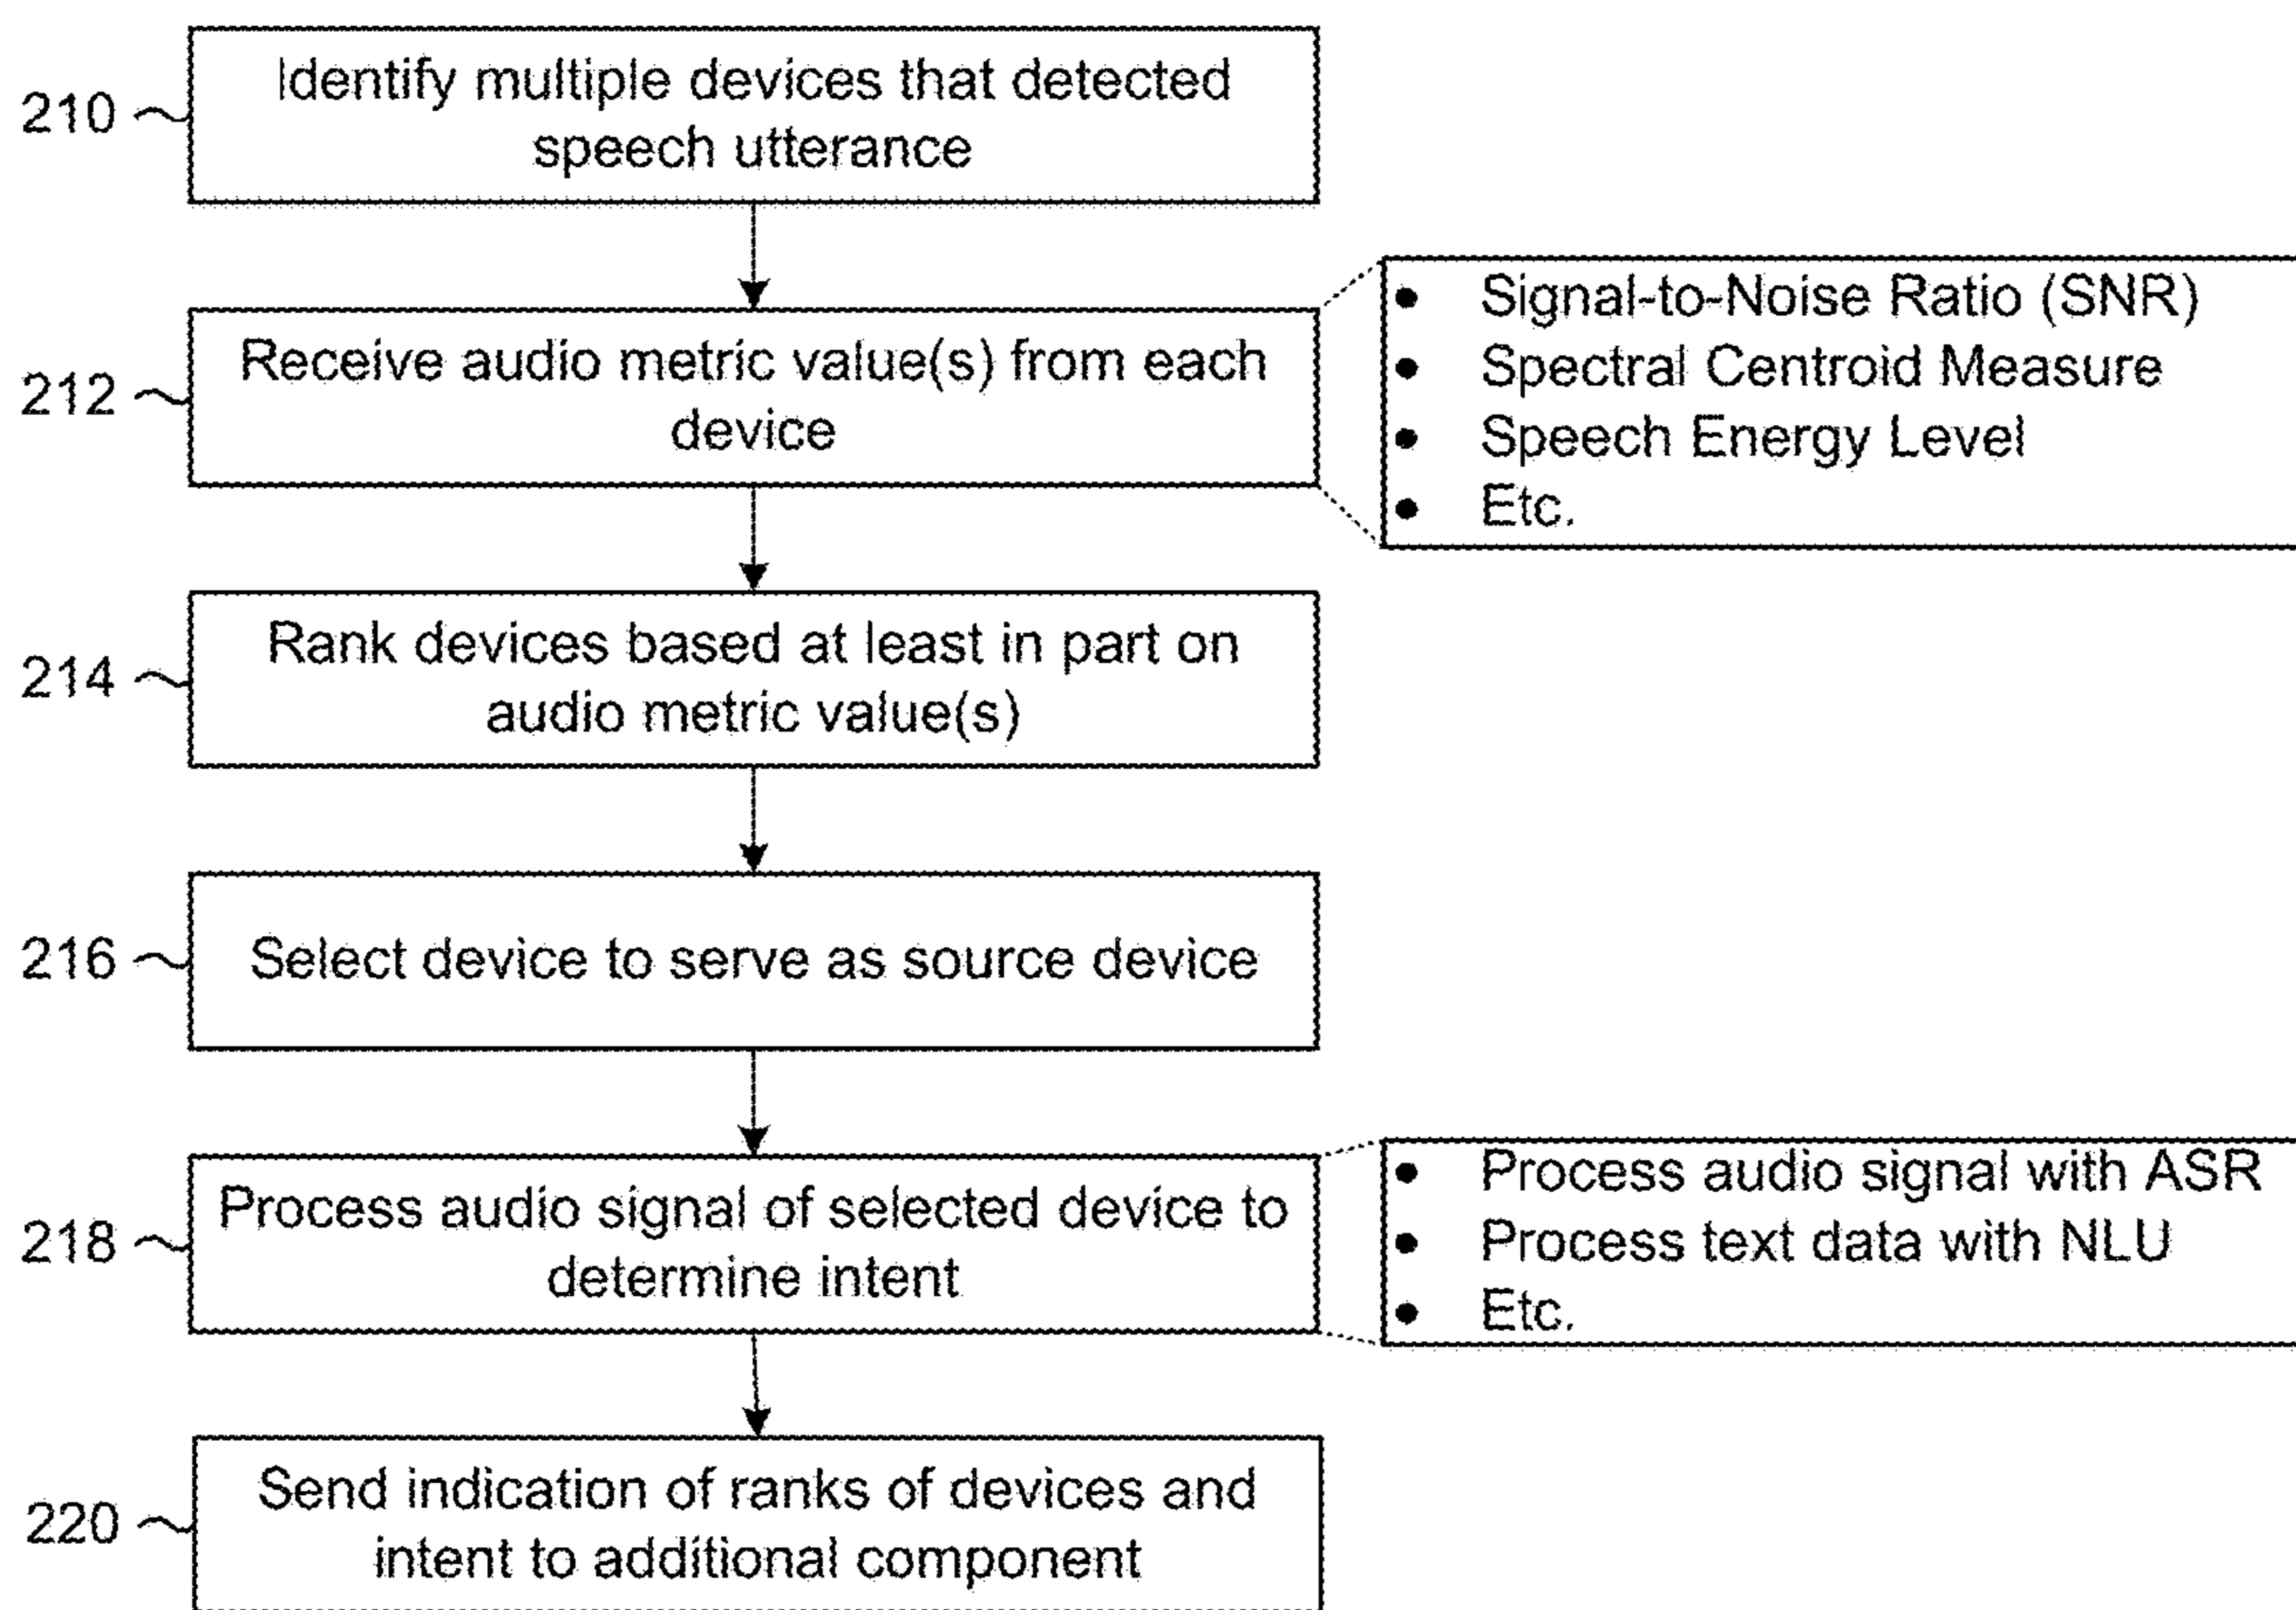 210
Identify multiple devices that detected
speech utterance
212
Receive audio metric value(s) from each
device
• Signal-to-Noise Ratio (SNR)
• Spectral Centroid Measure
• Speech Energy Level
• Etc.
214
Rank devices based at least in part on
audio metric value(s)
216
Select device to serve as source device
218
Process audio signal of selected device to
determine intent
• Process audio signal with ASR
• Process text data with NLU
• Etc.
220
Send indication of ranks of devices and
intent to additional component